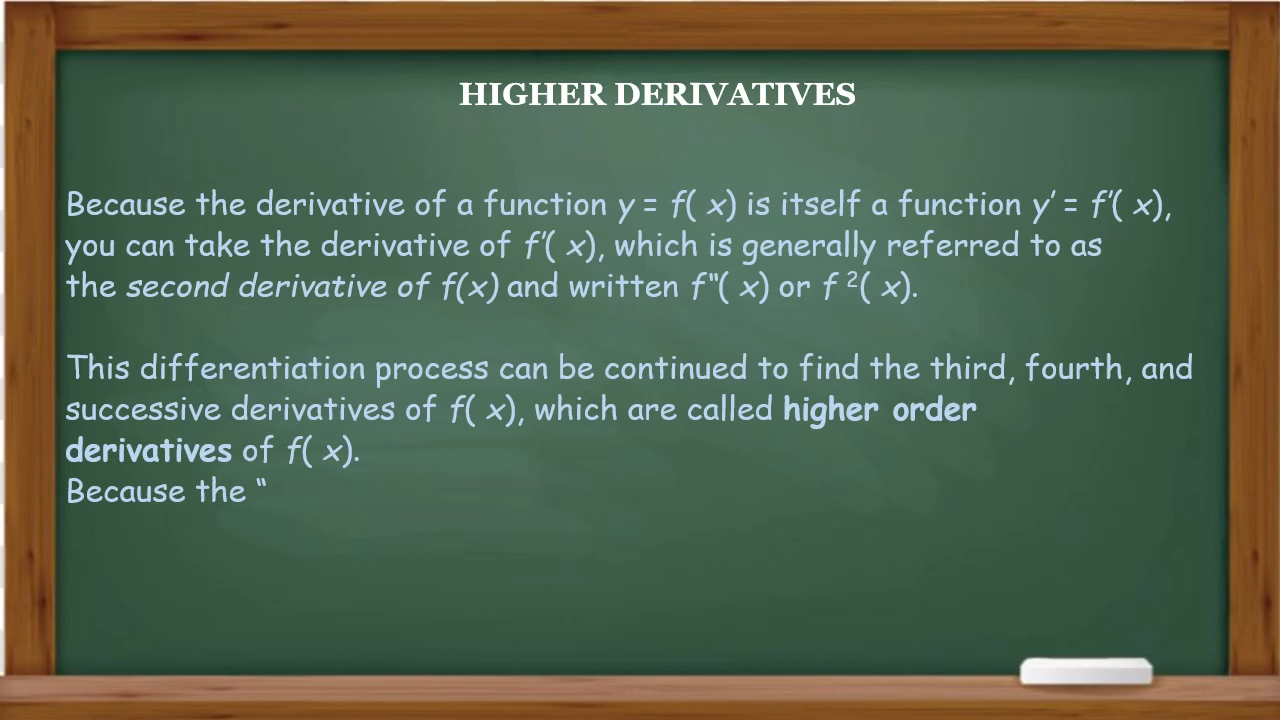 HIGHER DERIVATIVES
Because the derivative of a function y = f( x) is itself a function y′ = f′( x),
you can take the derivative of f′( x), which is generally referred to as
the second derivative of f(x) and written f“( x) or f ²( x).
This differentiation process can be continued to find the third, fourth, and
successive derivatives of f( x), which are called higher order
derivatives of f( x).
Because the “